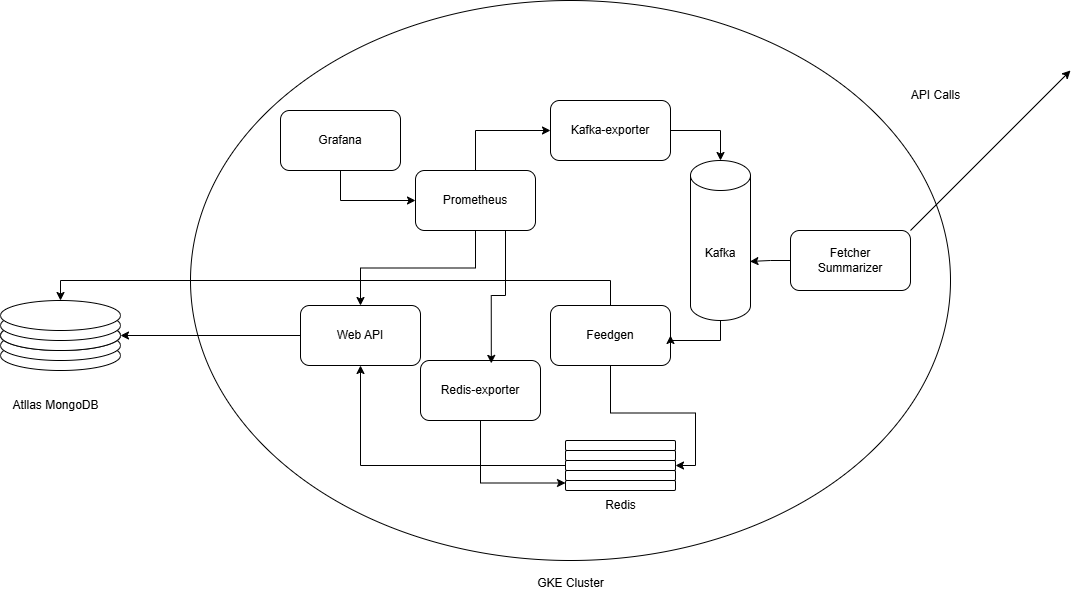 API Calls
Kafka-exporter
Grafana
Prometheus
Kafka
Fetcher
Summarizer
Web API
Feedgen
Redis-exporter
Atllas MongoDB
Redis
GKE Cluster